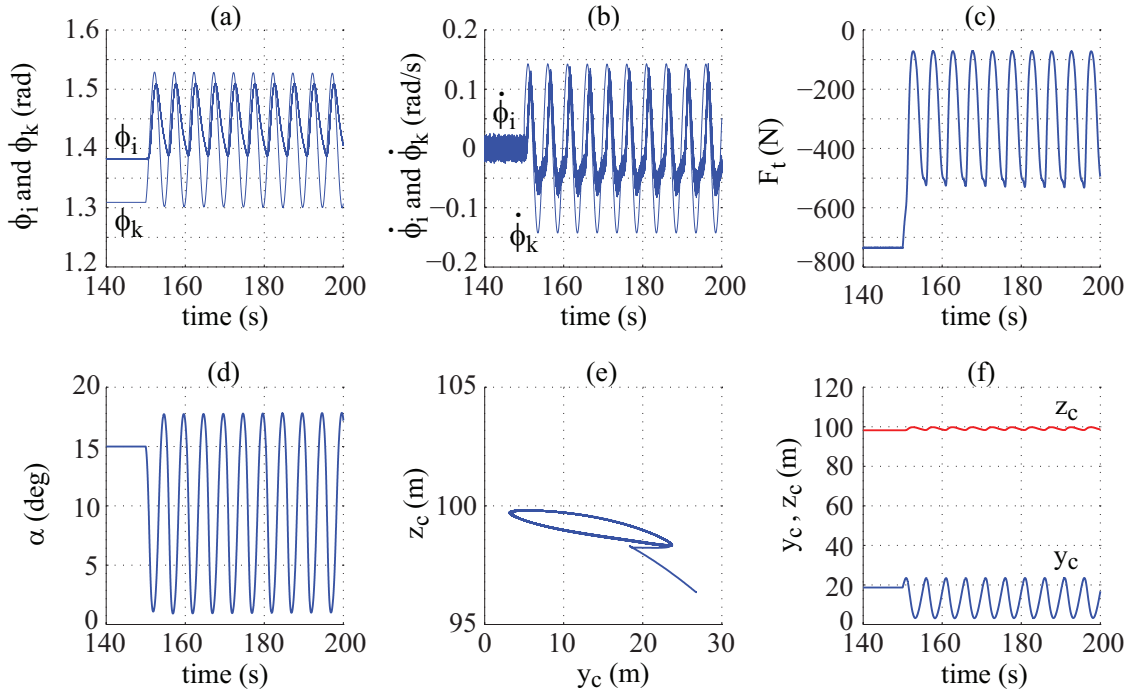 (a)
1.6
1.5
1.4
1.3
1.2
ϕi and ϕk (rad)
ϕi
ϕk
140 160 180 200
time (s)
(b)
0.2
0.1
0
−0.1
−0.2
ϕ̇i and ϕ̇k (rad/s)
ϕ̇i
ϕ̇k
140 160 180 200
time (s)
(c)
0
−200
−400
−600
−800
Ft (N)
140 160 180 200
time (s)
(d)
20
15
10
5
0
α (deg)
140 160 180 200
time (s)
(e)
105
100
95
zc (m)
0 10 20 30
yc (m)
(f)
120
100
80
60
40
20
0
yc , zc (m)
zc
yc
140 160 180 200
time (s)